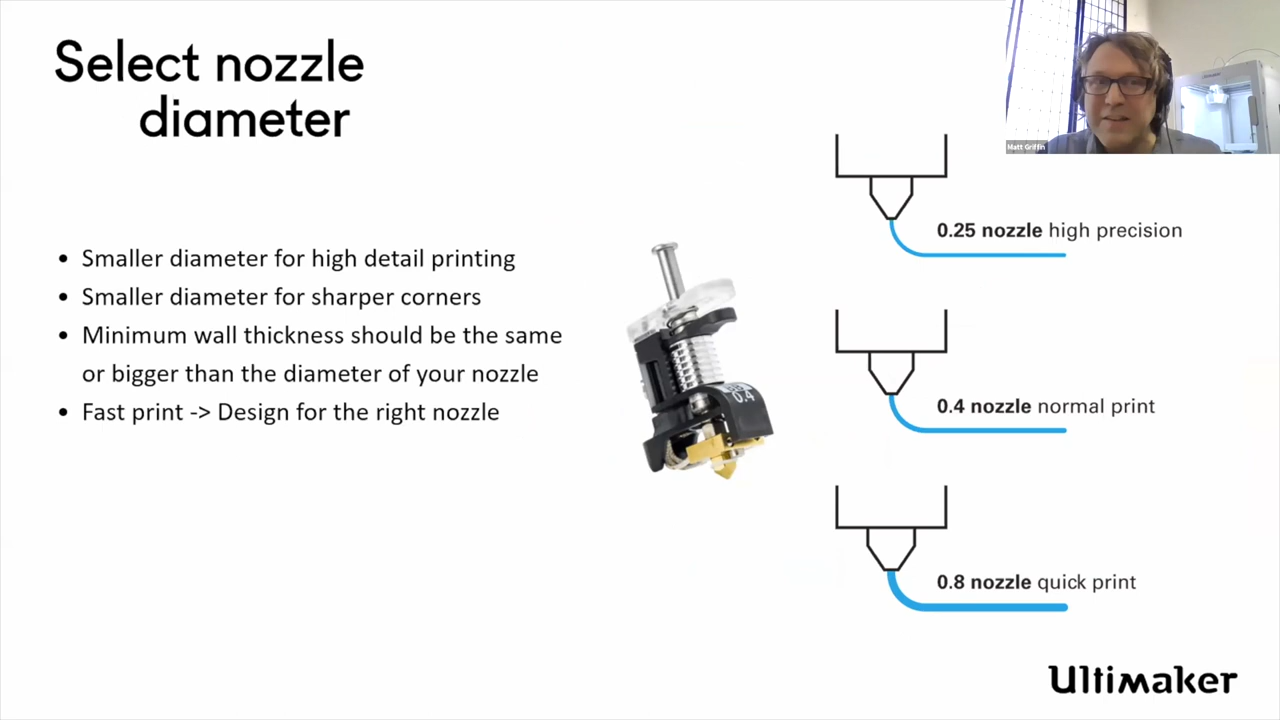 Select nozzle
diameter
• Smaller diameter for high detail printing
• Smaller diameter for sharper corners
• Minimum wall thickness should be the same
or bigger than the diameter of your nozzle
• Fast print -> Design for the right nozzle
0.4
Matt Griffin
0.25 nozzle high precision
0.4 nozzle normal print
0.8 nozzle quick print
Ultimaker